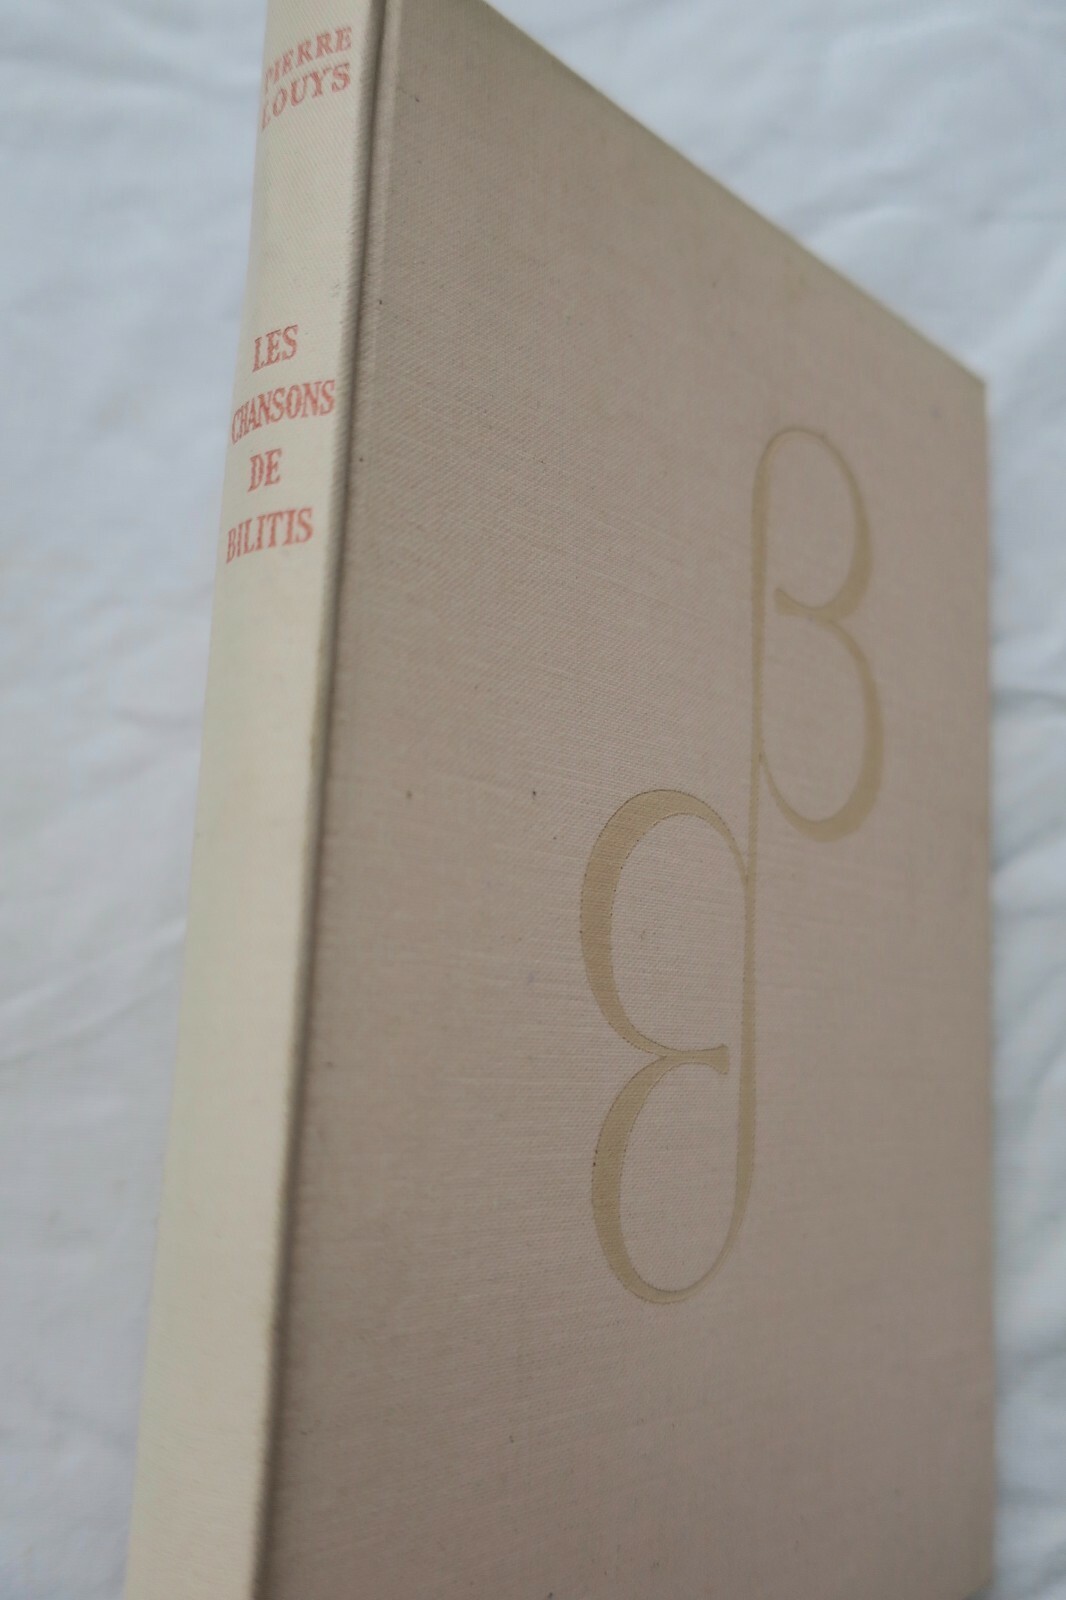 PIERRE
LOUYS
LES
CHANSONS
DE
BILITIS